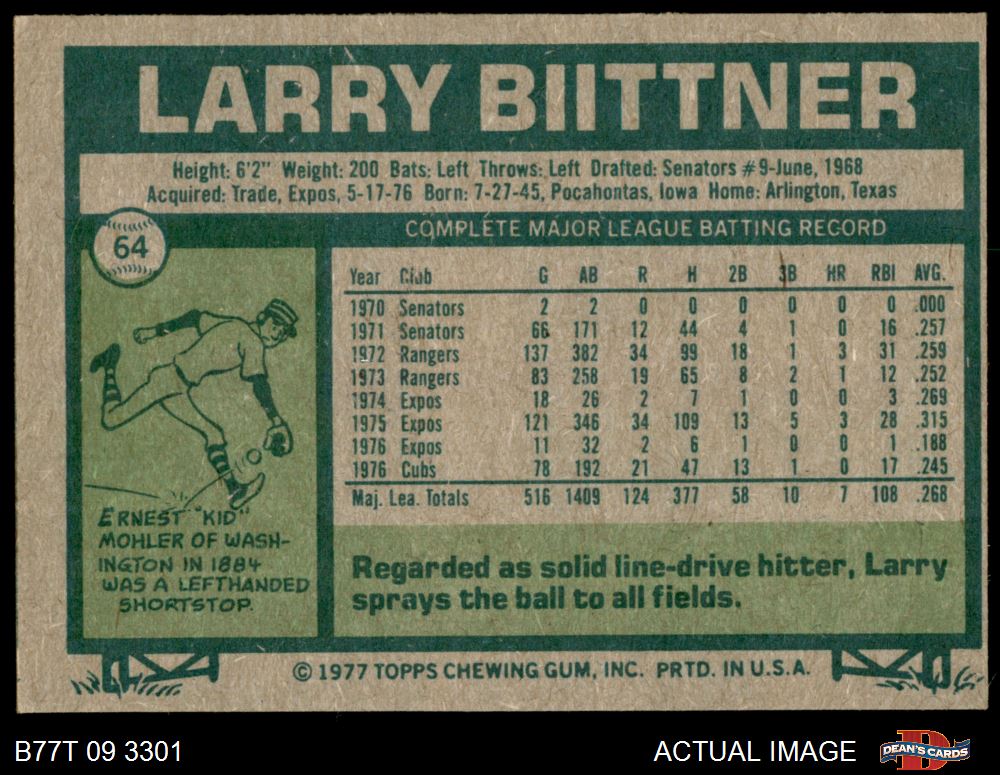 LARRY BIITTNER
Height: 6'2" Weight: 200 Bats: Left Throws: Left Drafted: Senators #9-June, 1968
Acquired: Trade, Expos, 5-17-76 Born: 7-27-45, Pocahontas, Iowa Home: Arlington, Texas
64
COMPLETE MAJOR LEAGUE BATTING RECORD
Year Club G AB R H 2B 3B HR RBI AVG.
1970 Senators 2 2 0 0 0 0 0 0 .000
1971 Senators 66 171 12 44 4 1 0 16 .257
1972 Rangers 137 382 34 99 18 1 3 31 .259
1973 Rangers 83 258 19 65 8 2 1 12 .252
1974 Expos 18 26 2 7 1 0 0 3 .269
1975 Expos 121 346 34 109 13 5 3 28 .315
1976 Expos 11 32 2 6 1 0 0 1 .188
1976 Cubs 78 192 21 47 13 1 0 17 .245
Maj. Lea. Totals 516 1409 124 377 58 10 7 108 .268
ERNEST "KID"
MOHLER OF WASH-
INGTON IN 1884
WAS A LEFTHANDED
SHORTSTOP.
Regarded as solid line-drive hitter, Larry
sprays the ball to all fields.
© 1977 TOPPS CHEWING GUM, INC. PRTD. IN U.S.A.
B77T 09 3301
ACTUAL IMAGE
D
DEAN'S CARDS